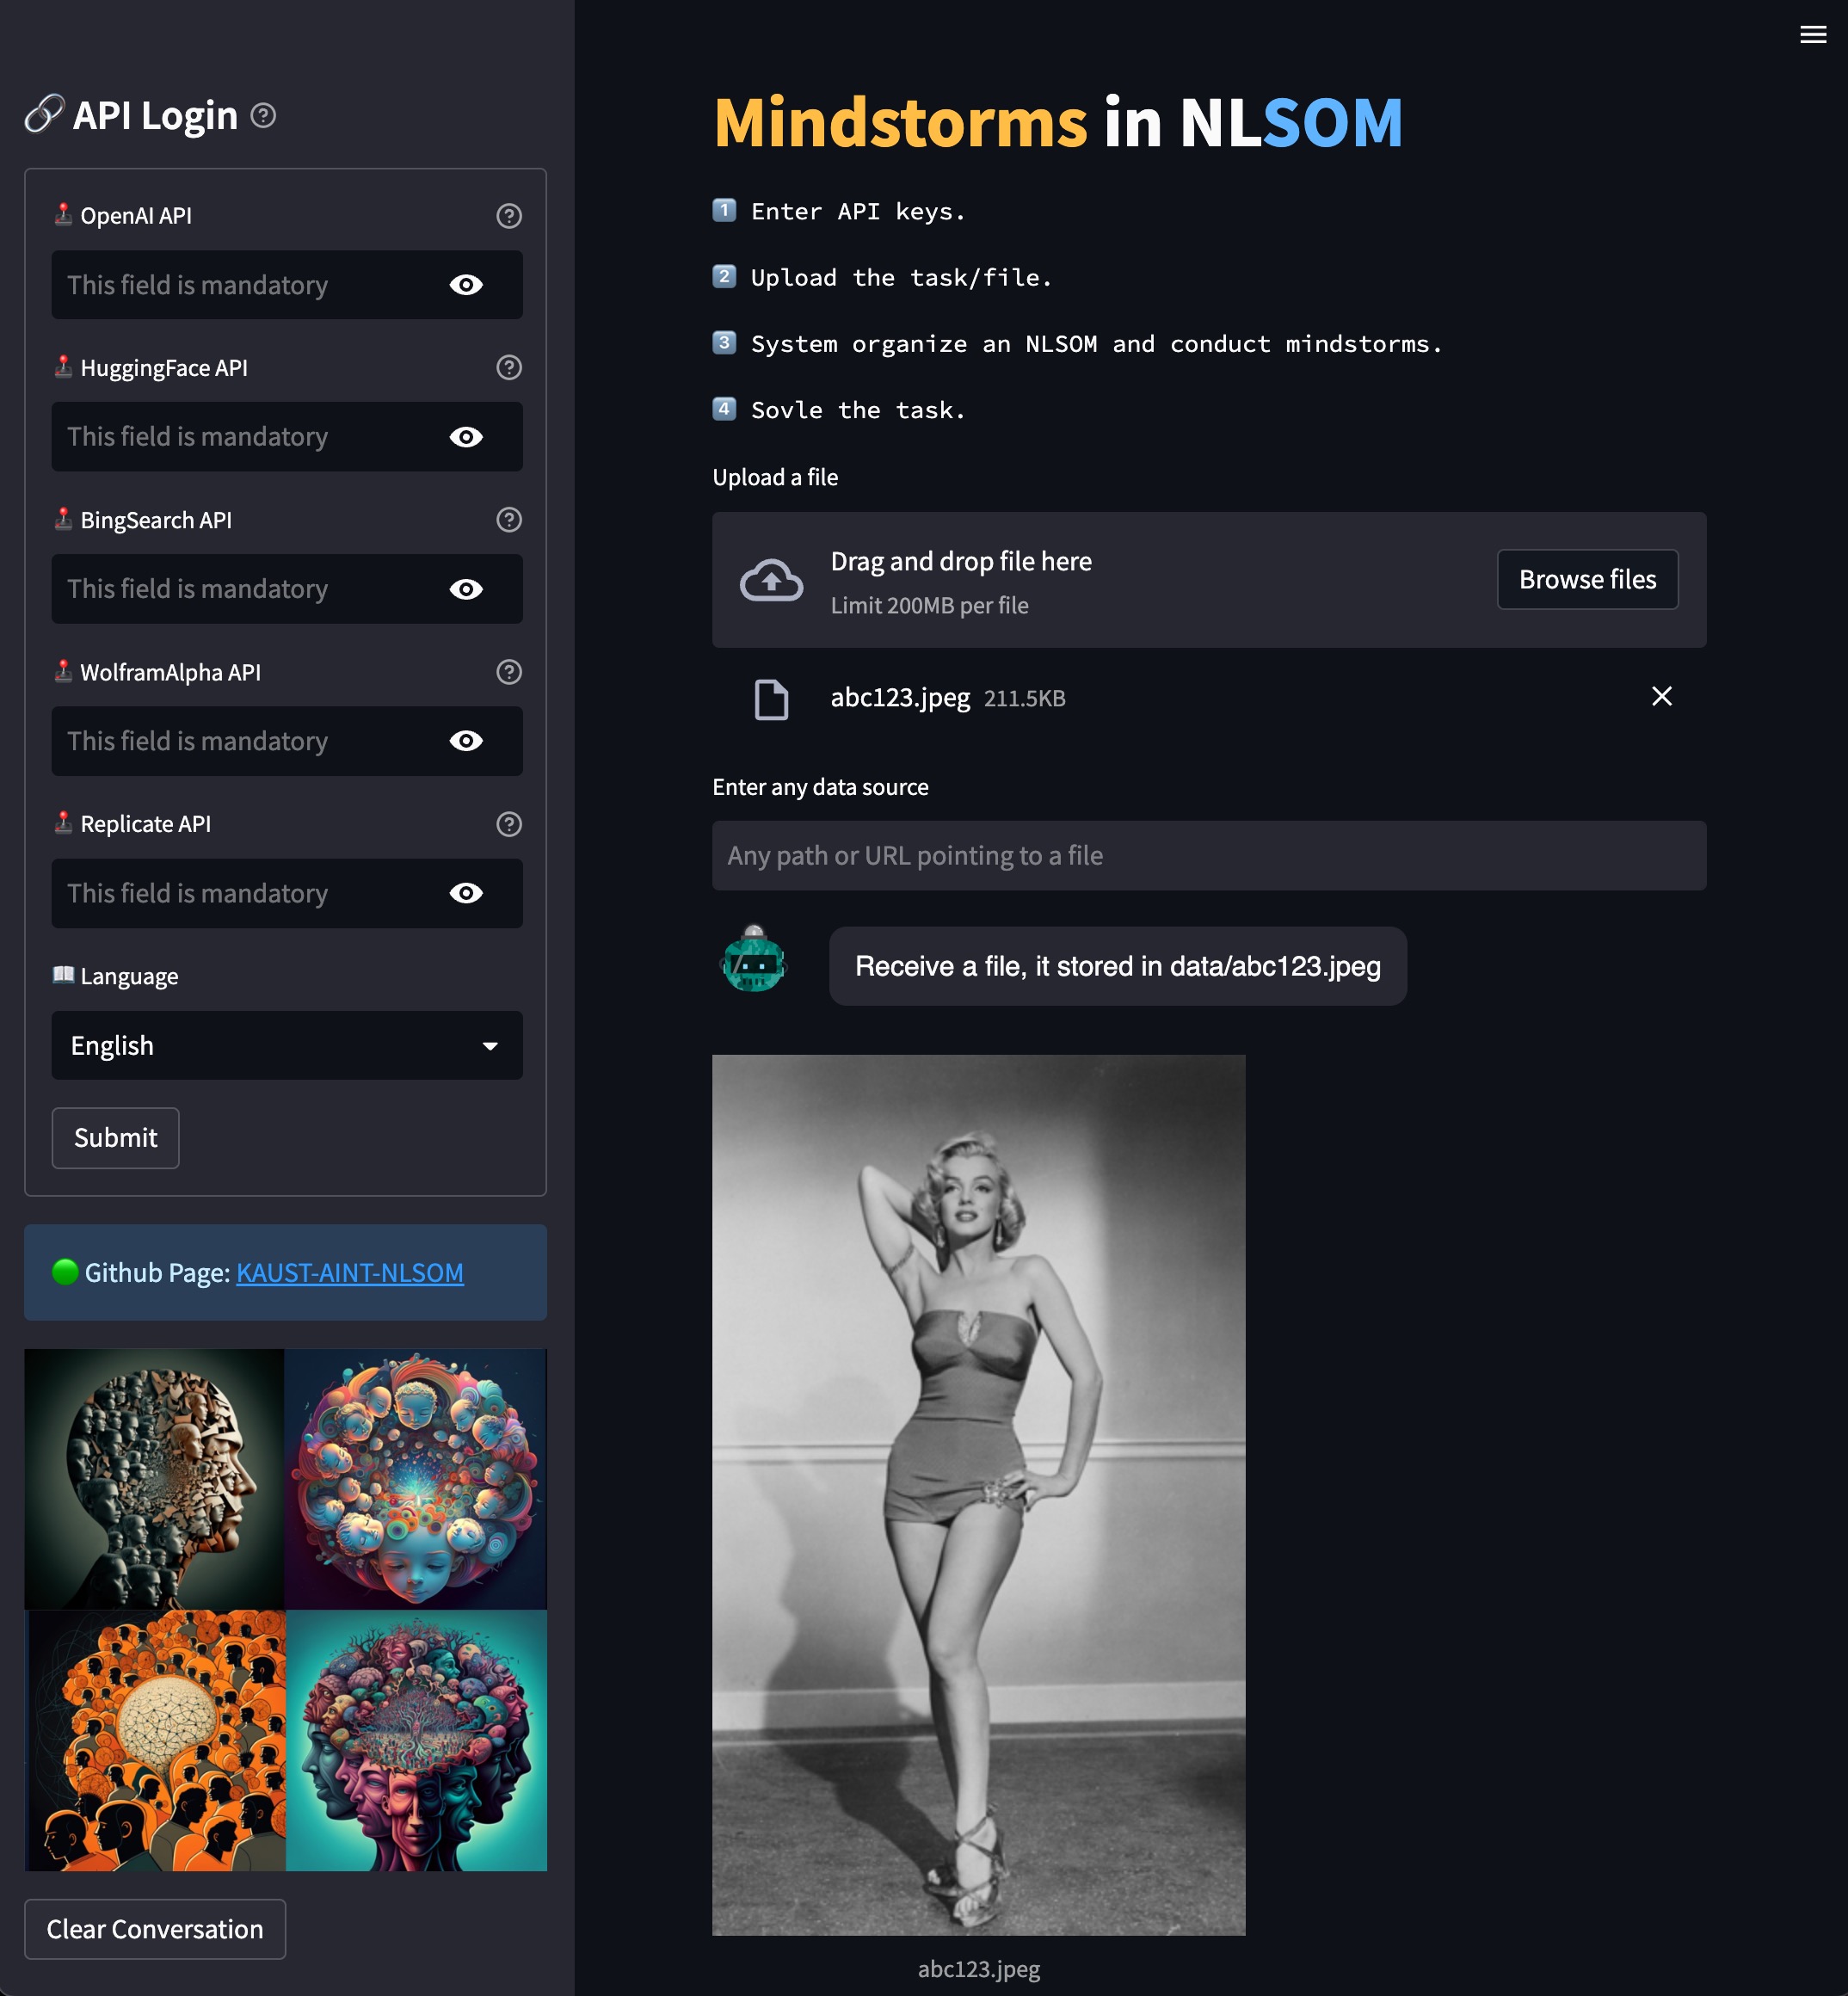 API Login
OpenAI API
This field is mandatory
HuggingFace API
This field is mandatory
BingSearch API
This field is mandatory
WolframAlpha API
This field is mandatory
Replicate API
This field is mandatory
Language
English
Submit
Github Page: KAUST-AINT-NLSOM
Clear Conversation
Mindstorms in NLSOM
1 Enter API keys.
2 Upload the task/file.
3 System organize an NLSOM and conduct mindstorms.
4 Sovle the task.
Upload a file
Drag and drop file here
Limit 200MB per file
Browse files
abc123.jpeg 211.5KB
Enter any data source
Any path or URL pointing to a file
Receive a file, it stored in data/abc123.jpeg
abc123.jpeg